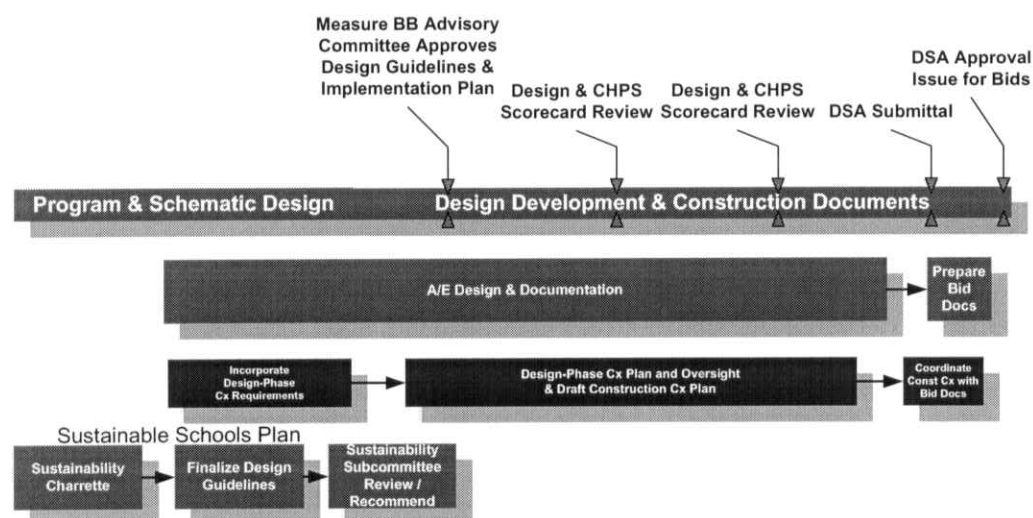 Measure BB Advisory
Committee Approves
Design Guidelines &
Implementation Plan
Design & CHPS
Scorecard Review
Design & CHPS
Scorecard Review
DSA Submittal
DSA Approval
Issue for Bids
Program & Schematic Design
Design Development & Construction Documents
A/E Design & Documentation
Prepare
Bid
Docs
Incorporate
Design-Phase
Cx Requirements
Design-Phase Cx Plan and Oversight
& Draft Construction Cx Plan
Coordinate
Const Cx with
Bid Docs
Sustainable Schools Plan
Sustainability
Charrette
Finalize Design
Guidelines
Sustainability
Subcommittee
Review /
Recommend